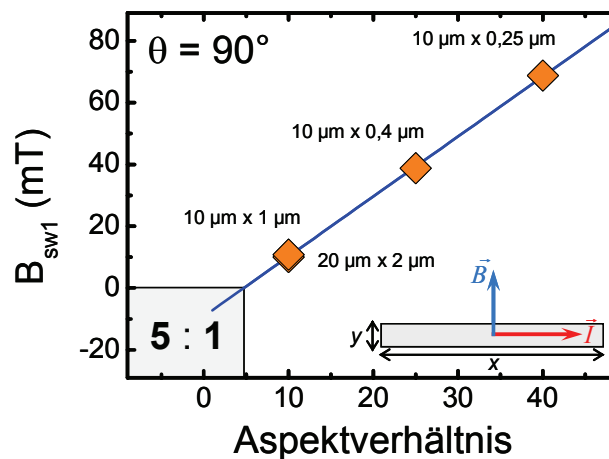 θ = 90°
80
60
40
20
0
-20
B_sw1 (mT)
10 µm x 0,25 µm
10 µm x 0,4 µm
10 µm x 1 µm
20 µm x 2 µm
5 : 1
B⃗
I⃗
y
x
0 10 20 30 40
Aspektverhältnis